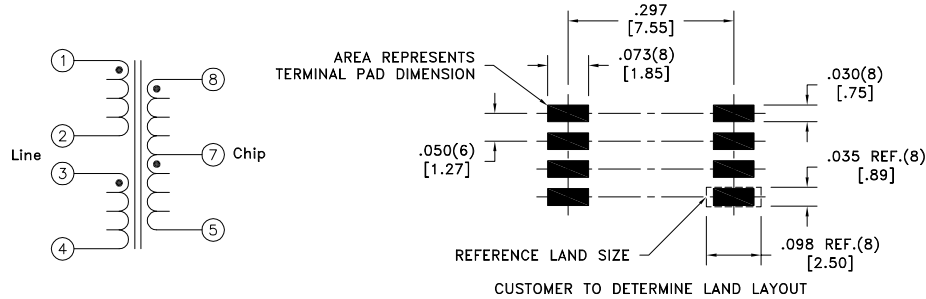 1
2
3
4
Line
8
7
5
Chip
.297
[7.55]
AREA REPRESENTS
TERMINAL PAD DIMENSION
.073(8)
[1.85]
.030(8)
[.75]
.050(6)
[1.27]
.035 REF.(8)
[.89]
REFERENCE LAND SIZE
.098 REF.(8)
[2.50]
CUSTOMER TO DETERMINE LAND LAYOUT